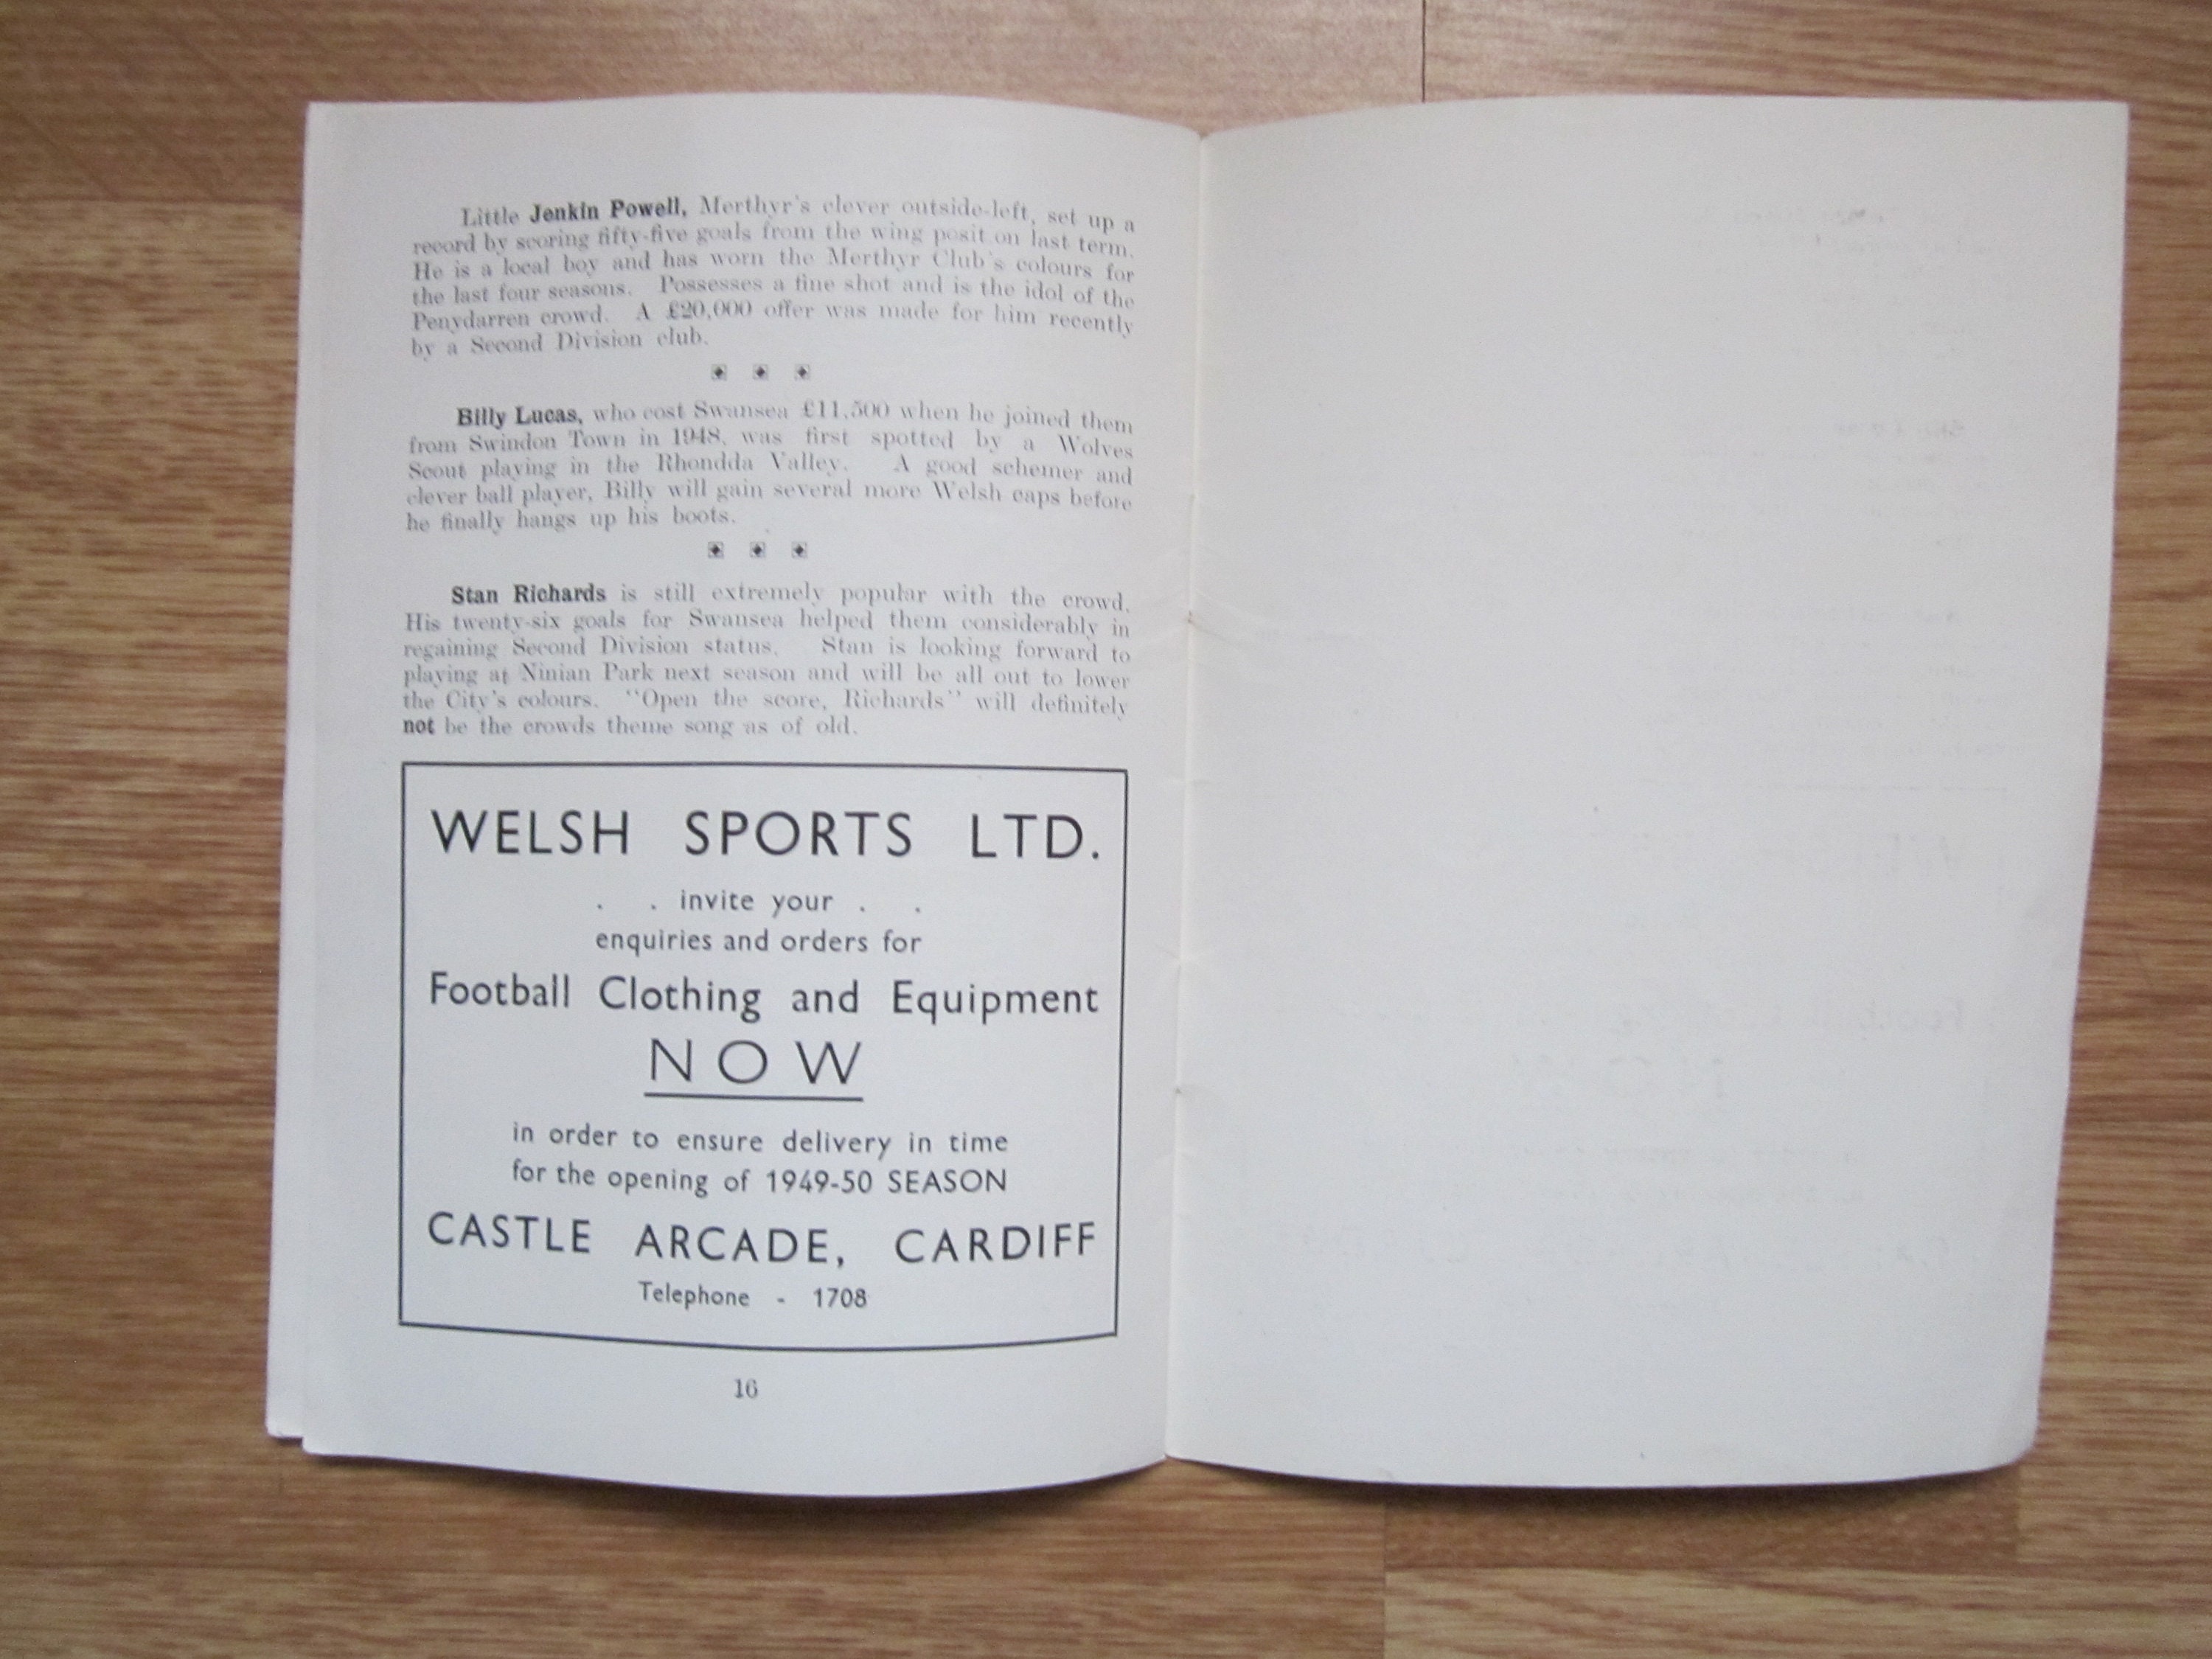 Little Jenkin Powell, Merthyr's clever outside-left, set up a
record by scoring fifty-five goals from the wing posit on last term.
He is a local boy and has worn the Merthyr Club's colours for
the last four seasons. Possesses a fine shot and is the idol of the
Penydarren crowd. A £20,000 offer was made for him recently
by a Second Division club.
Billy Lucas, who cost Swansea £11,500 when he joined them
from Swindon Town in 1948, was first spotted by a Wolves
Scout playing in the Rhondda Valley. A good schemer and
clever ball player, Billy will gain several more Welsh caps before
he finally hangs up his boots.
Stan Richards is still extremely popular with the crowd.
His twenty-six goals for Swansea helped them considerably in
regaining Second Division status. Stan is looking forward to
playing at Ninian Park next season and will be all out to lower
the City's colours. "Open the score, Richards" will definitely
not be the crowds theme song as of old.
WELSH SPORTS LTD.
. . invite your . .
enquiries and orders for
Football Clothing and Equipment
NOW
in order to ensure delivery in time
for the opening of 1949-50 SEASON
CASTLE ARCADE, CARDIFF
Telephone - 1708
16